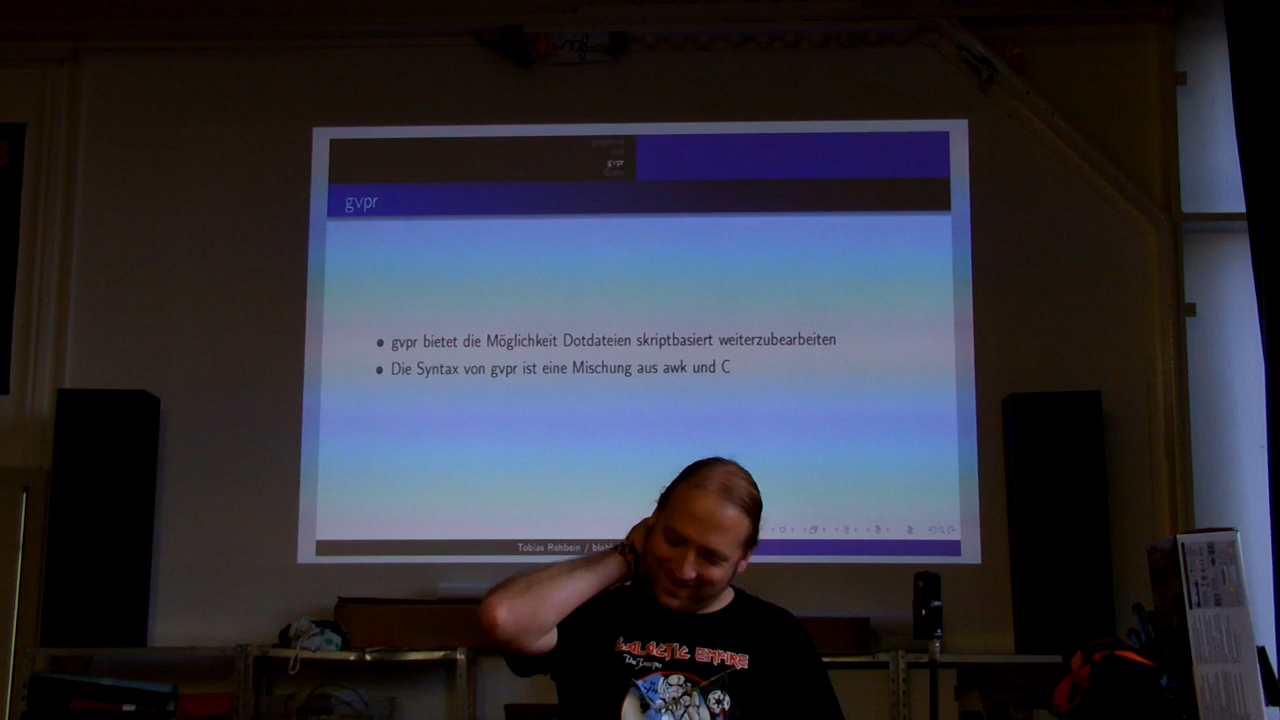 gvpr
gvpr
gvpr bietet die Möglichkeit Dotdateien skriptbasiert weiterzubearbeiten
Die Syntax von gvpr ist eine Mischung aus awk und C
Tobias Rehbein /
GALACTIC EMPIRE